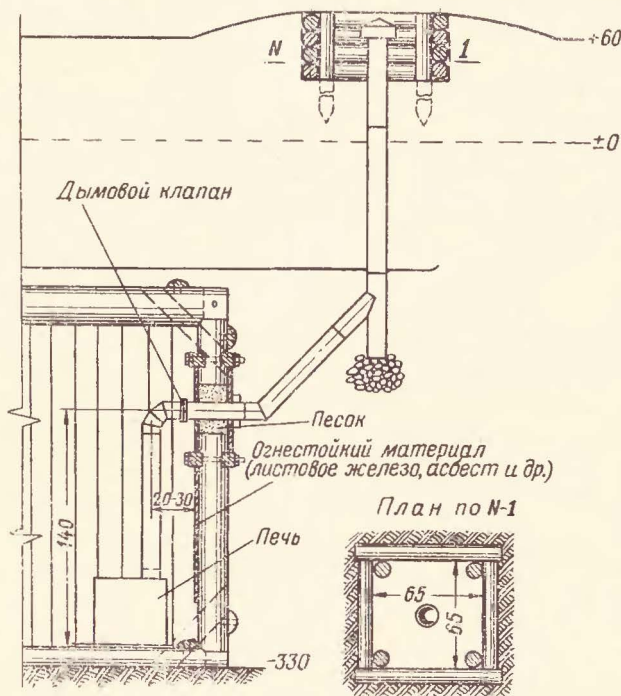 N
1
+60
±0
Дымовой клапан
Песок
Огнестойкий материал
(листовое железо, асбест и др.)
План по N-1
20-30
140
Печь
65
65
-330